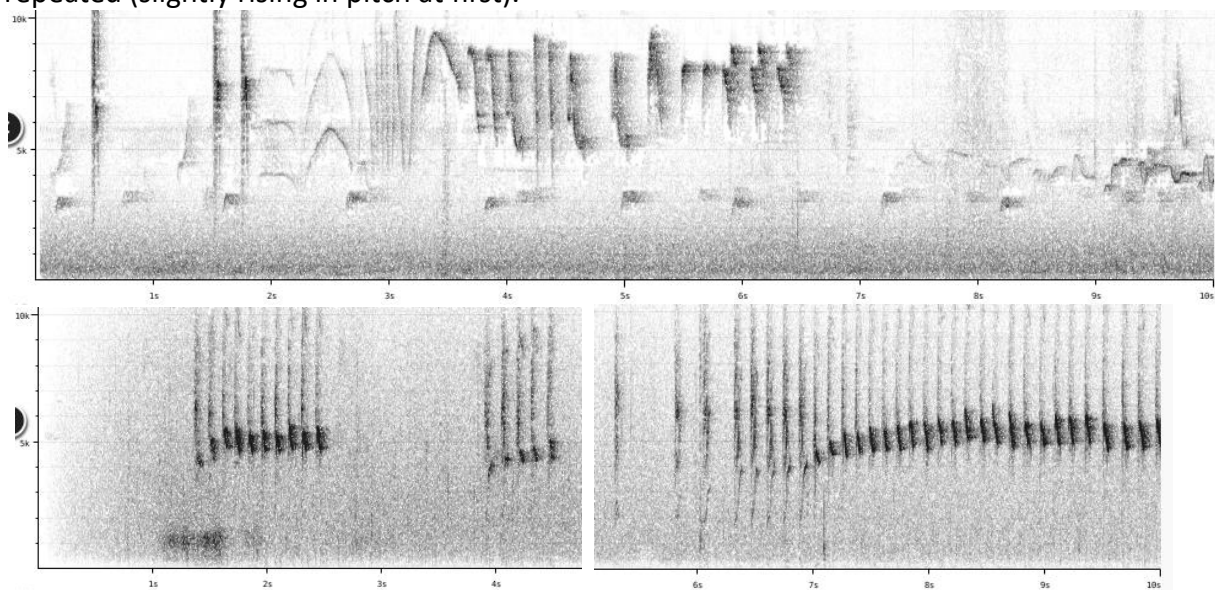 repeated (slightly rising in pitch at first).
10k
5k
1s 2s 3s 4s 5s 6s 7s 8s 9s 10s
10k
5k
1s 2s 3s 4s 6s 7s 8s 9s 10s